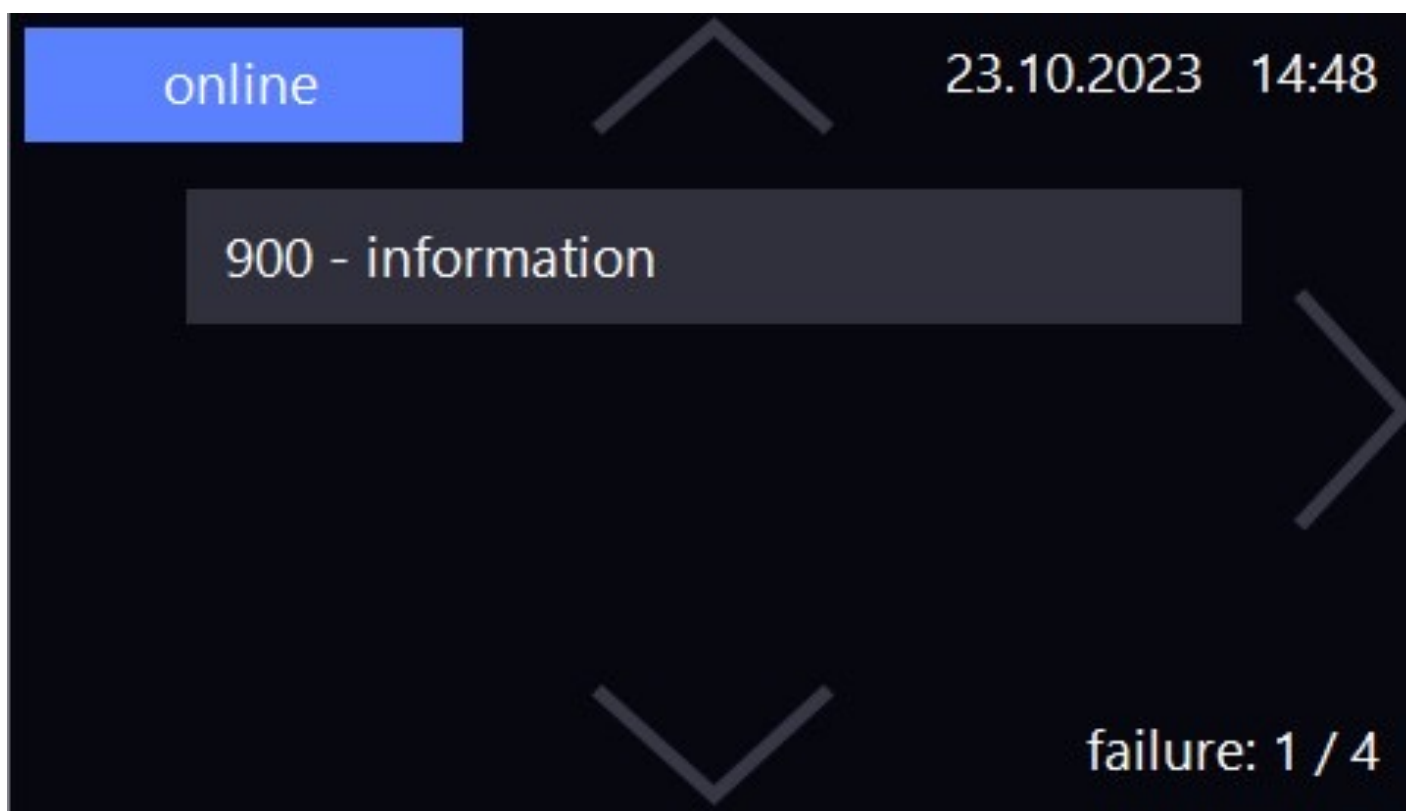 online
23.10.2023 14:48
900 - information
failure: 1 / 4